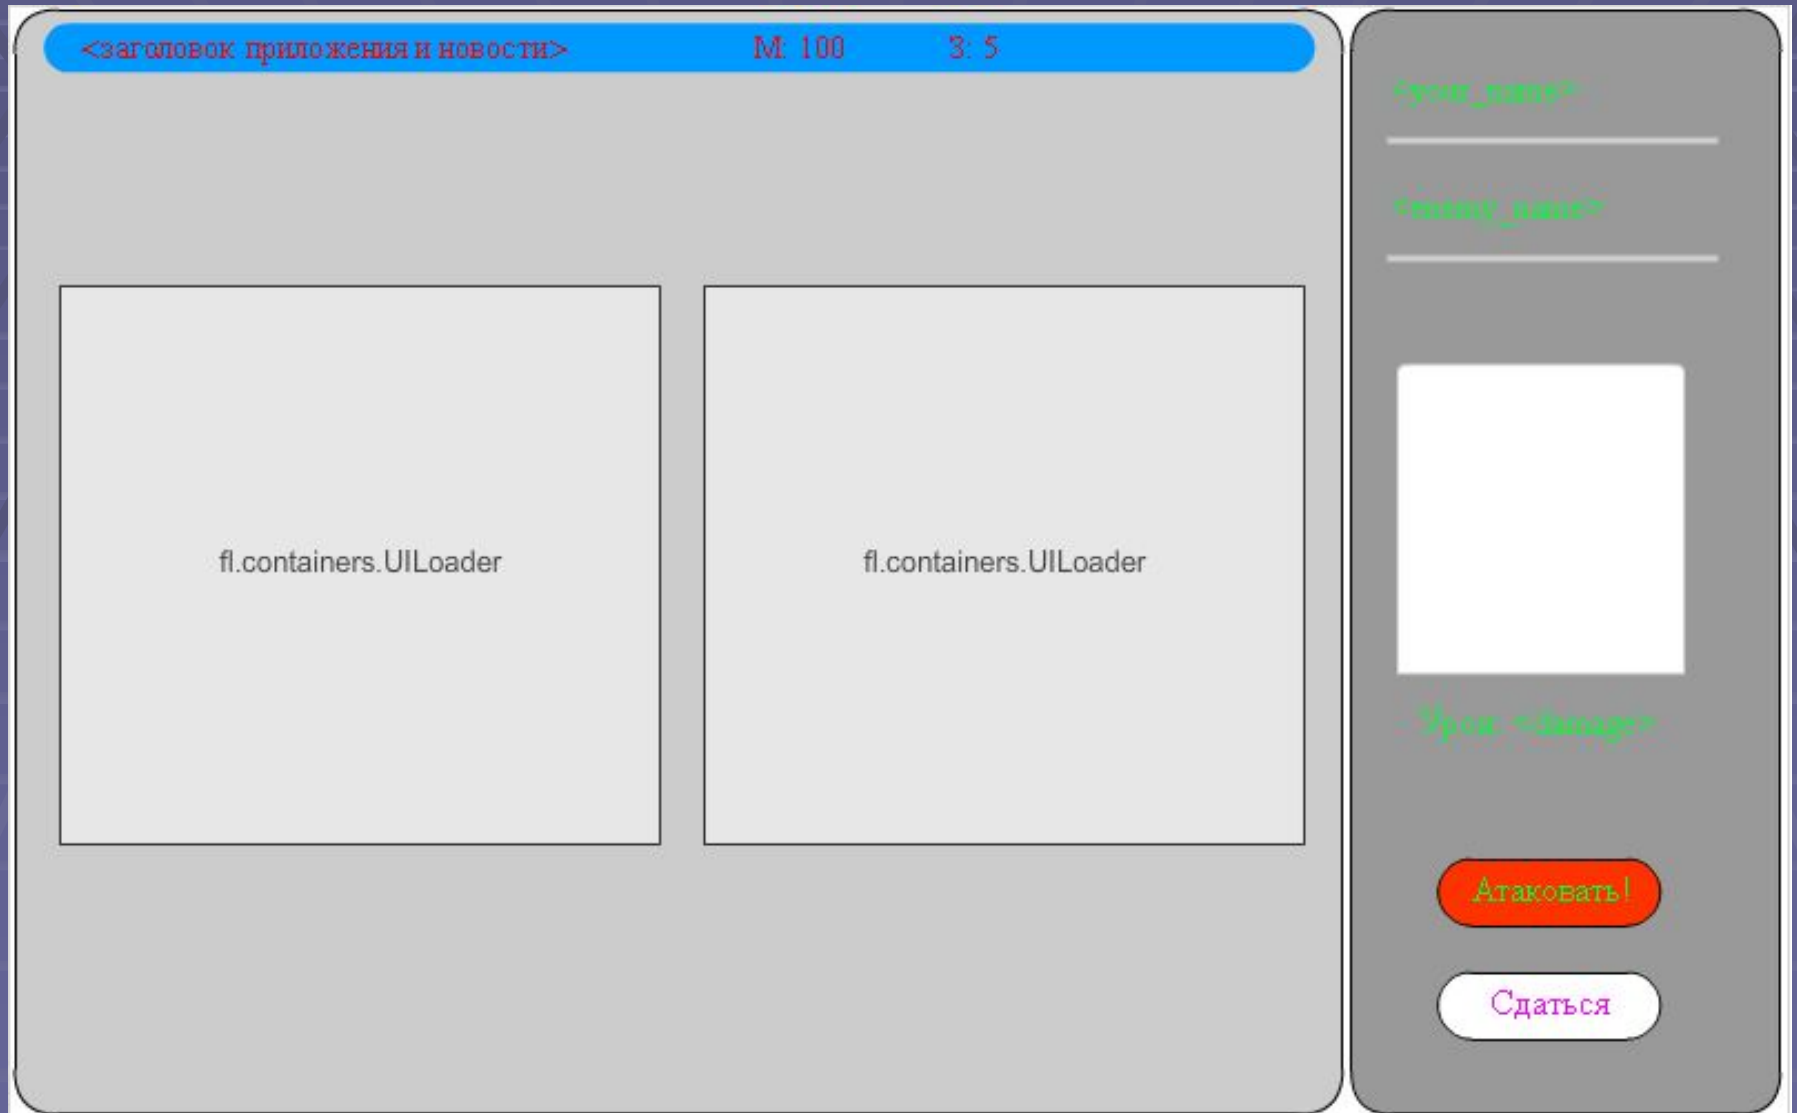 <заголовок приложения и новости> М: 100 З: 5
<your_name>
<enemy_name>
fl.containers.UILoader fl.containers.UILoader
- Урон: <damage>
Атаковать!
Сдаться